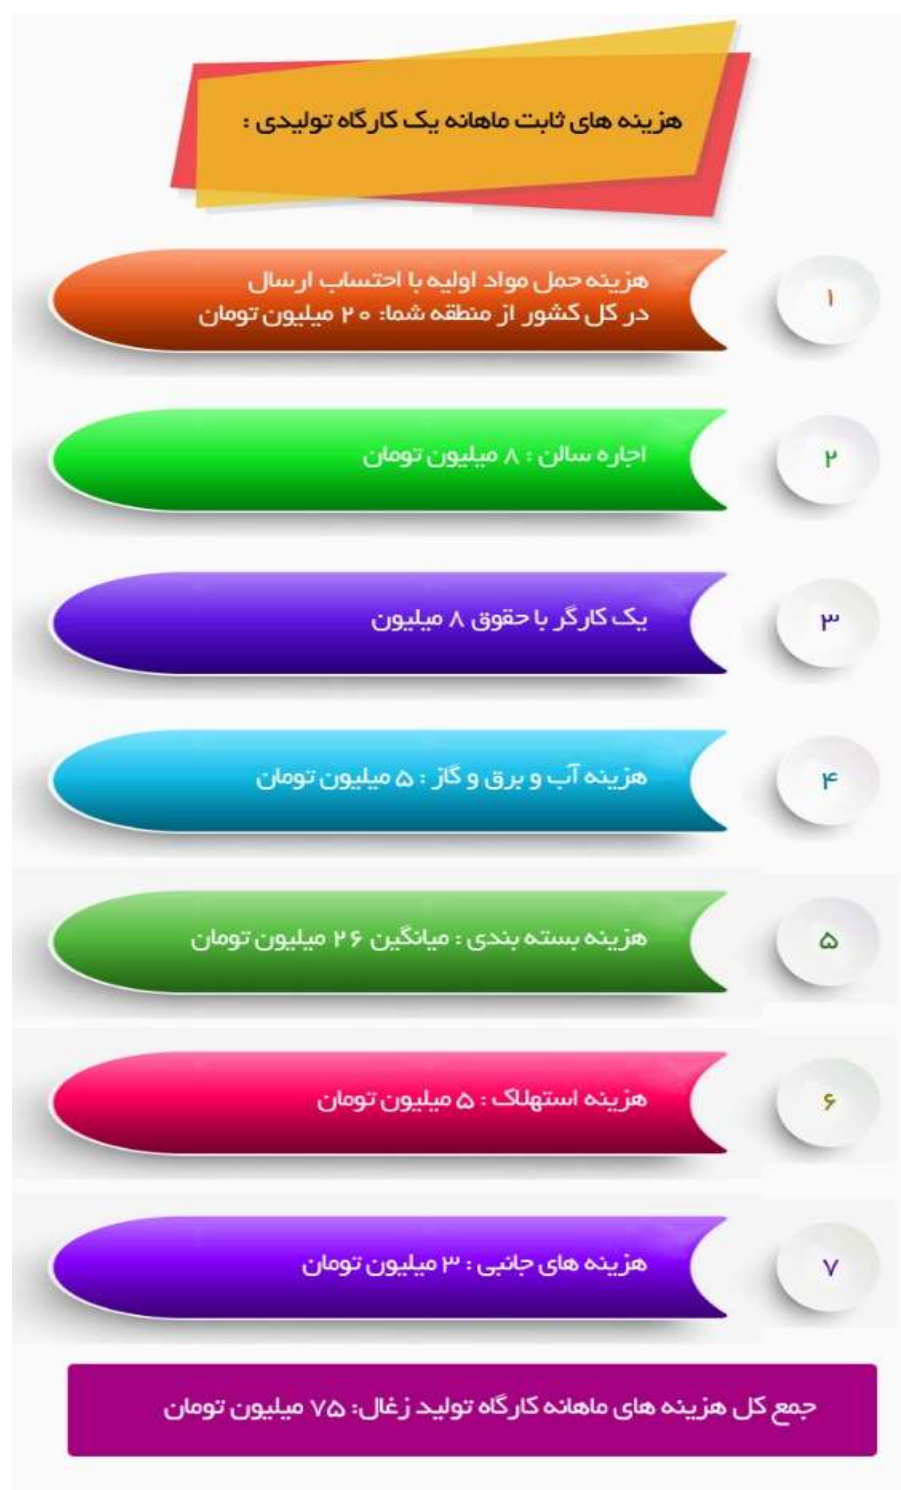 هزینه های ثابت ماهانه یک کارگاه تولیدی :
۱
هزینه حمل مواد اولیه با احتساب ارسال
در کل کشور از منطقه شما: ۲۰ میلیون تومان
۲
اجاره سالن : ۸ میلیون تومان
۳
یک کارگر با حقوق ۸ میلیون
۴
هزینه آب و برق و گاز : ۵ میلیون تومان
۵
هزینه بسته بندی : میانگین ۲۶ میلیون تومان
۶
هزینه استهلاک : ۵ میلیون تومان
۷
هزینه های جانبی : ۳ میلیون تومان
جمع کل هزینه های ماهانه کارگاه تولید زغال: ۷۵ میلیون تومان